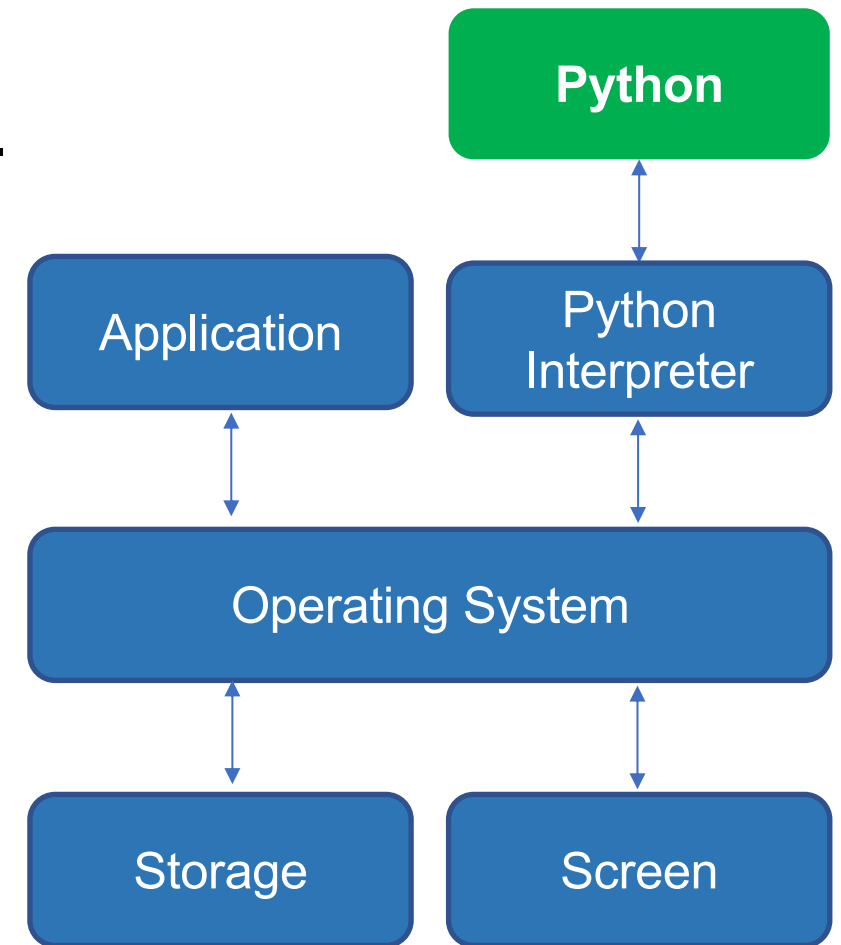 Python
Application
Python
Interpreter
Operating System
Storage
Screen